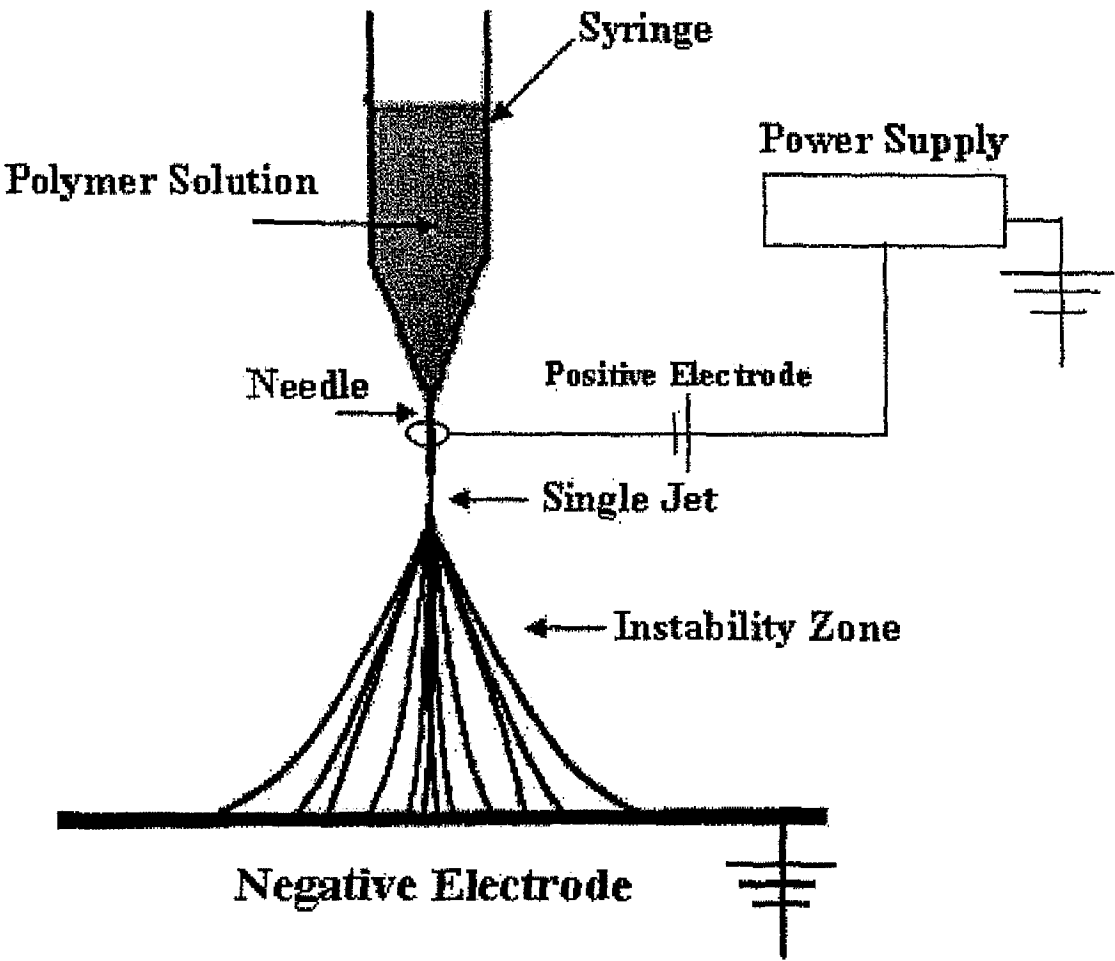 Syringe
Power Supply
Polymer Solution
Needle
Positive Electrode
Single Jet
Instability Zone
Negative Electrode